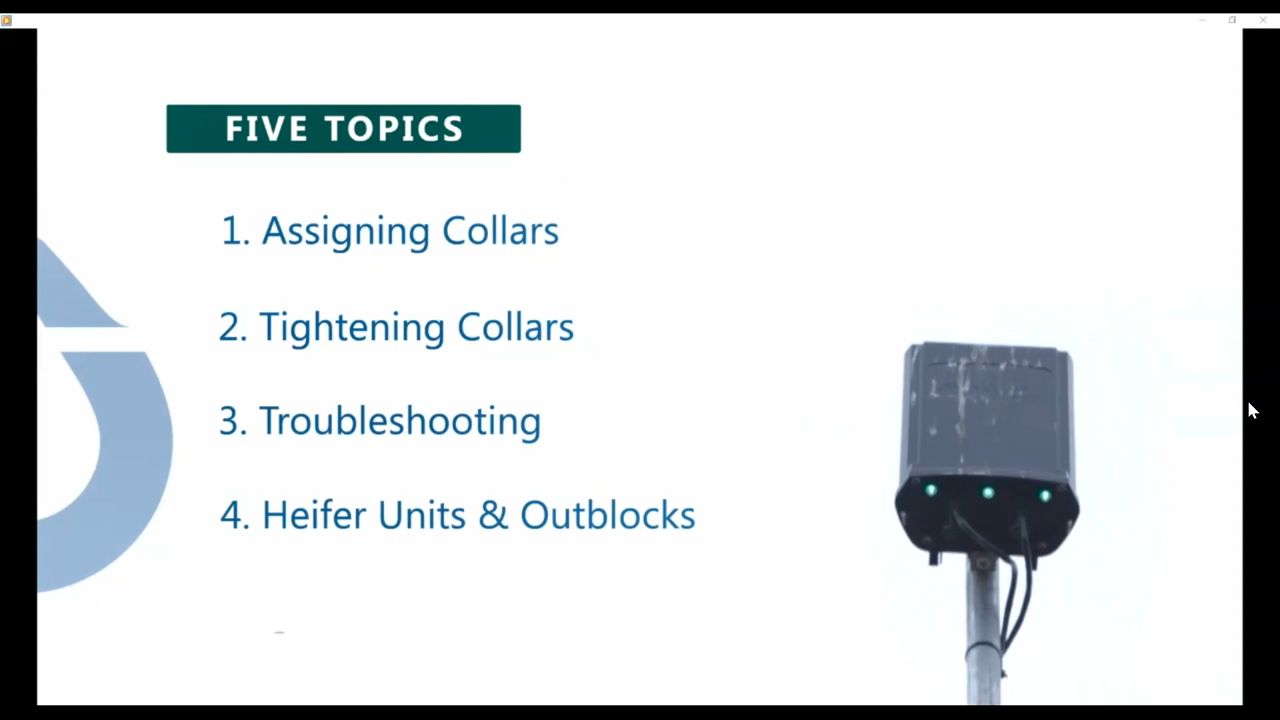 FIVE TOPICS
1. Assigning Collars
2. Tightening Collars
3. Troubleshooting
4. Heifer Units & Outblocks